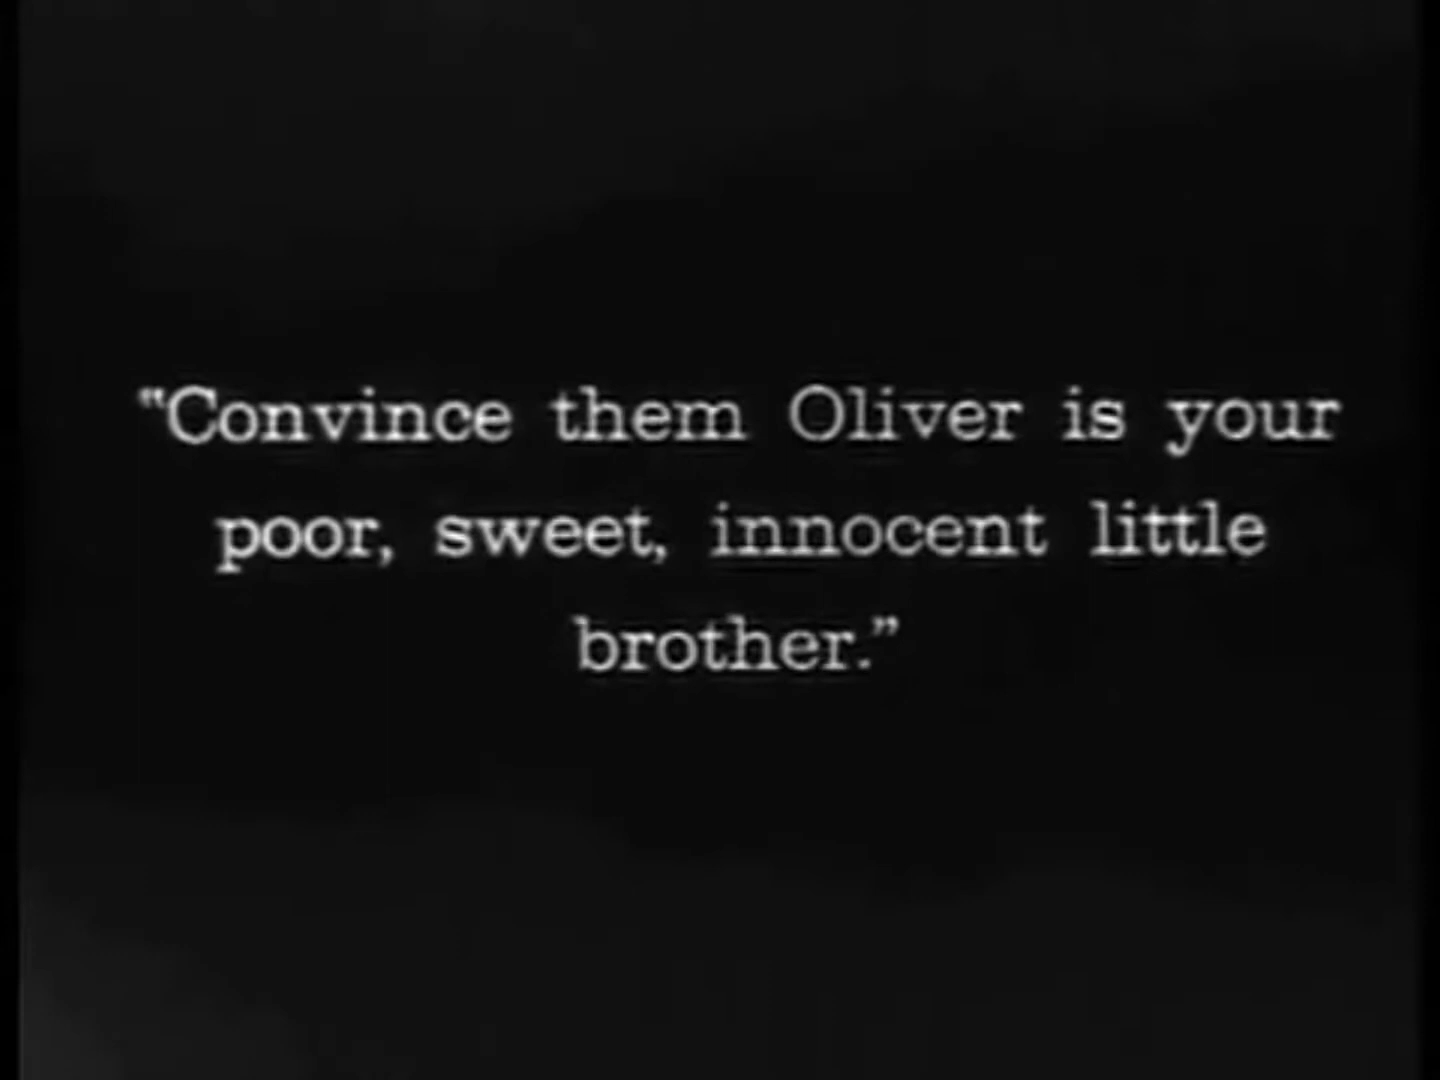 "Convince them Oliver is your
poor, sweet, innocent little
brother."